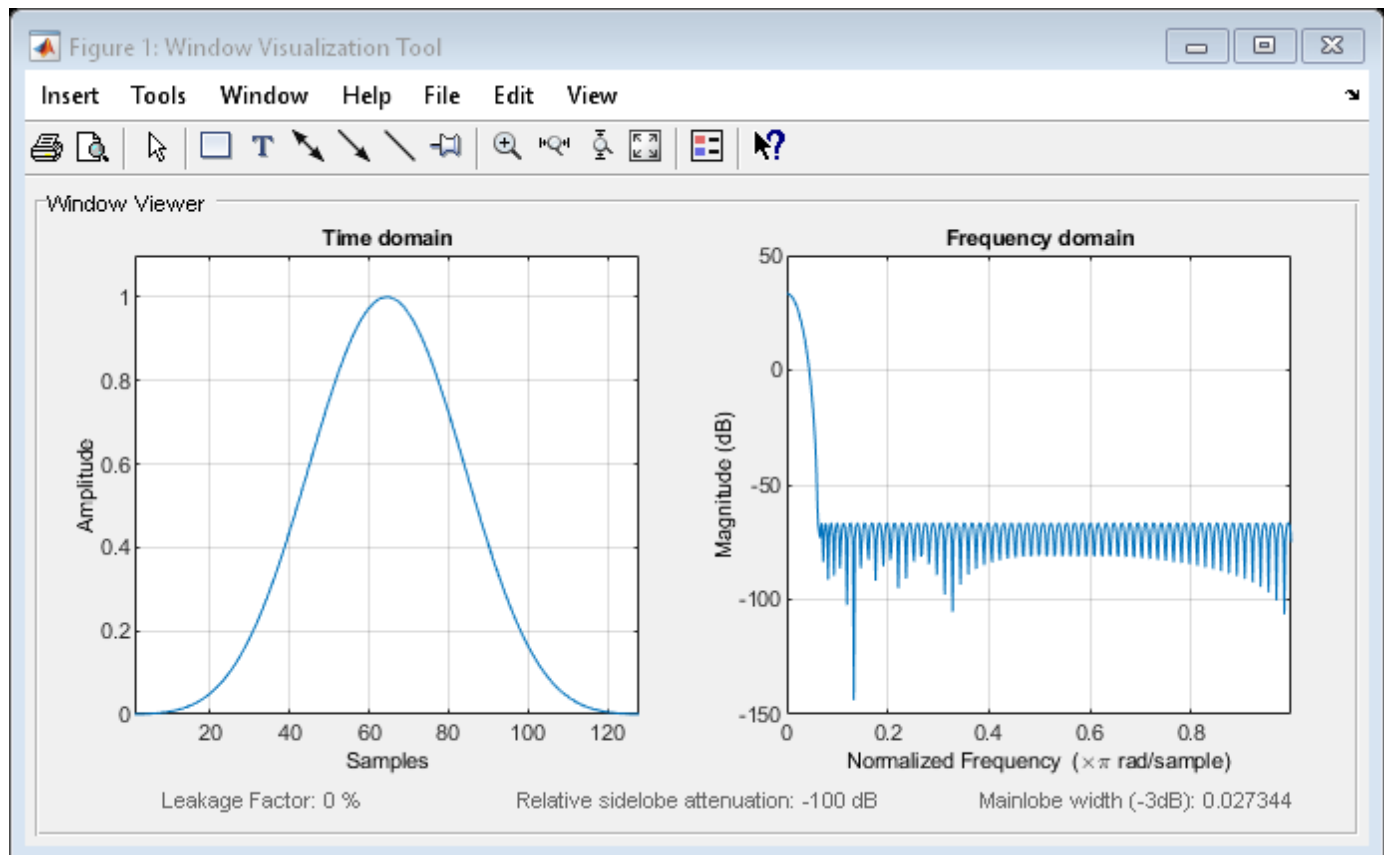 Figure 1: Window Visualization Tool
Insert Tools Window Help File Edit View
T
?
Window Viewer
Time domain
1
0.8
0.6
0.4
0.2
0
Amplitude
20 40 60 80 100 120
Samples
Frequency domain
50
0
-50
-100
-150
Magnitude (dB)
0 0.2 0.4 0.6 0.8
Normalized Frequency (×π rad/sample)
Leakage Factor: 0 %
Relative sidelobe attenuation: -100 dB
Mainlobe width (-3dB): 0.027344